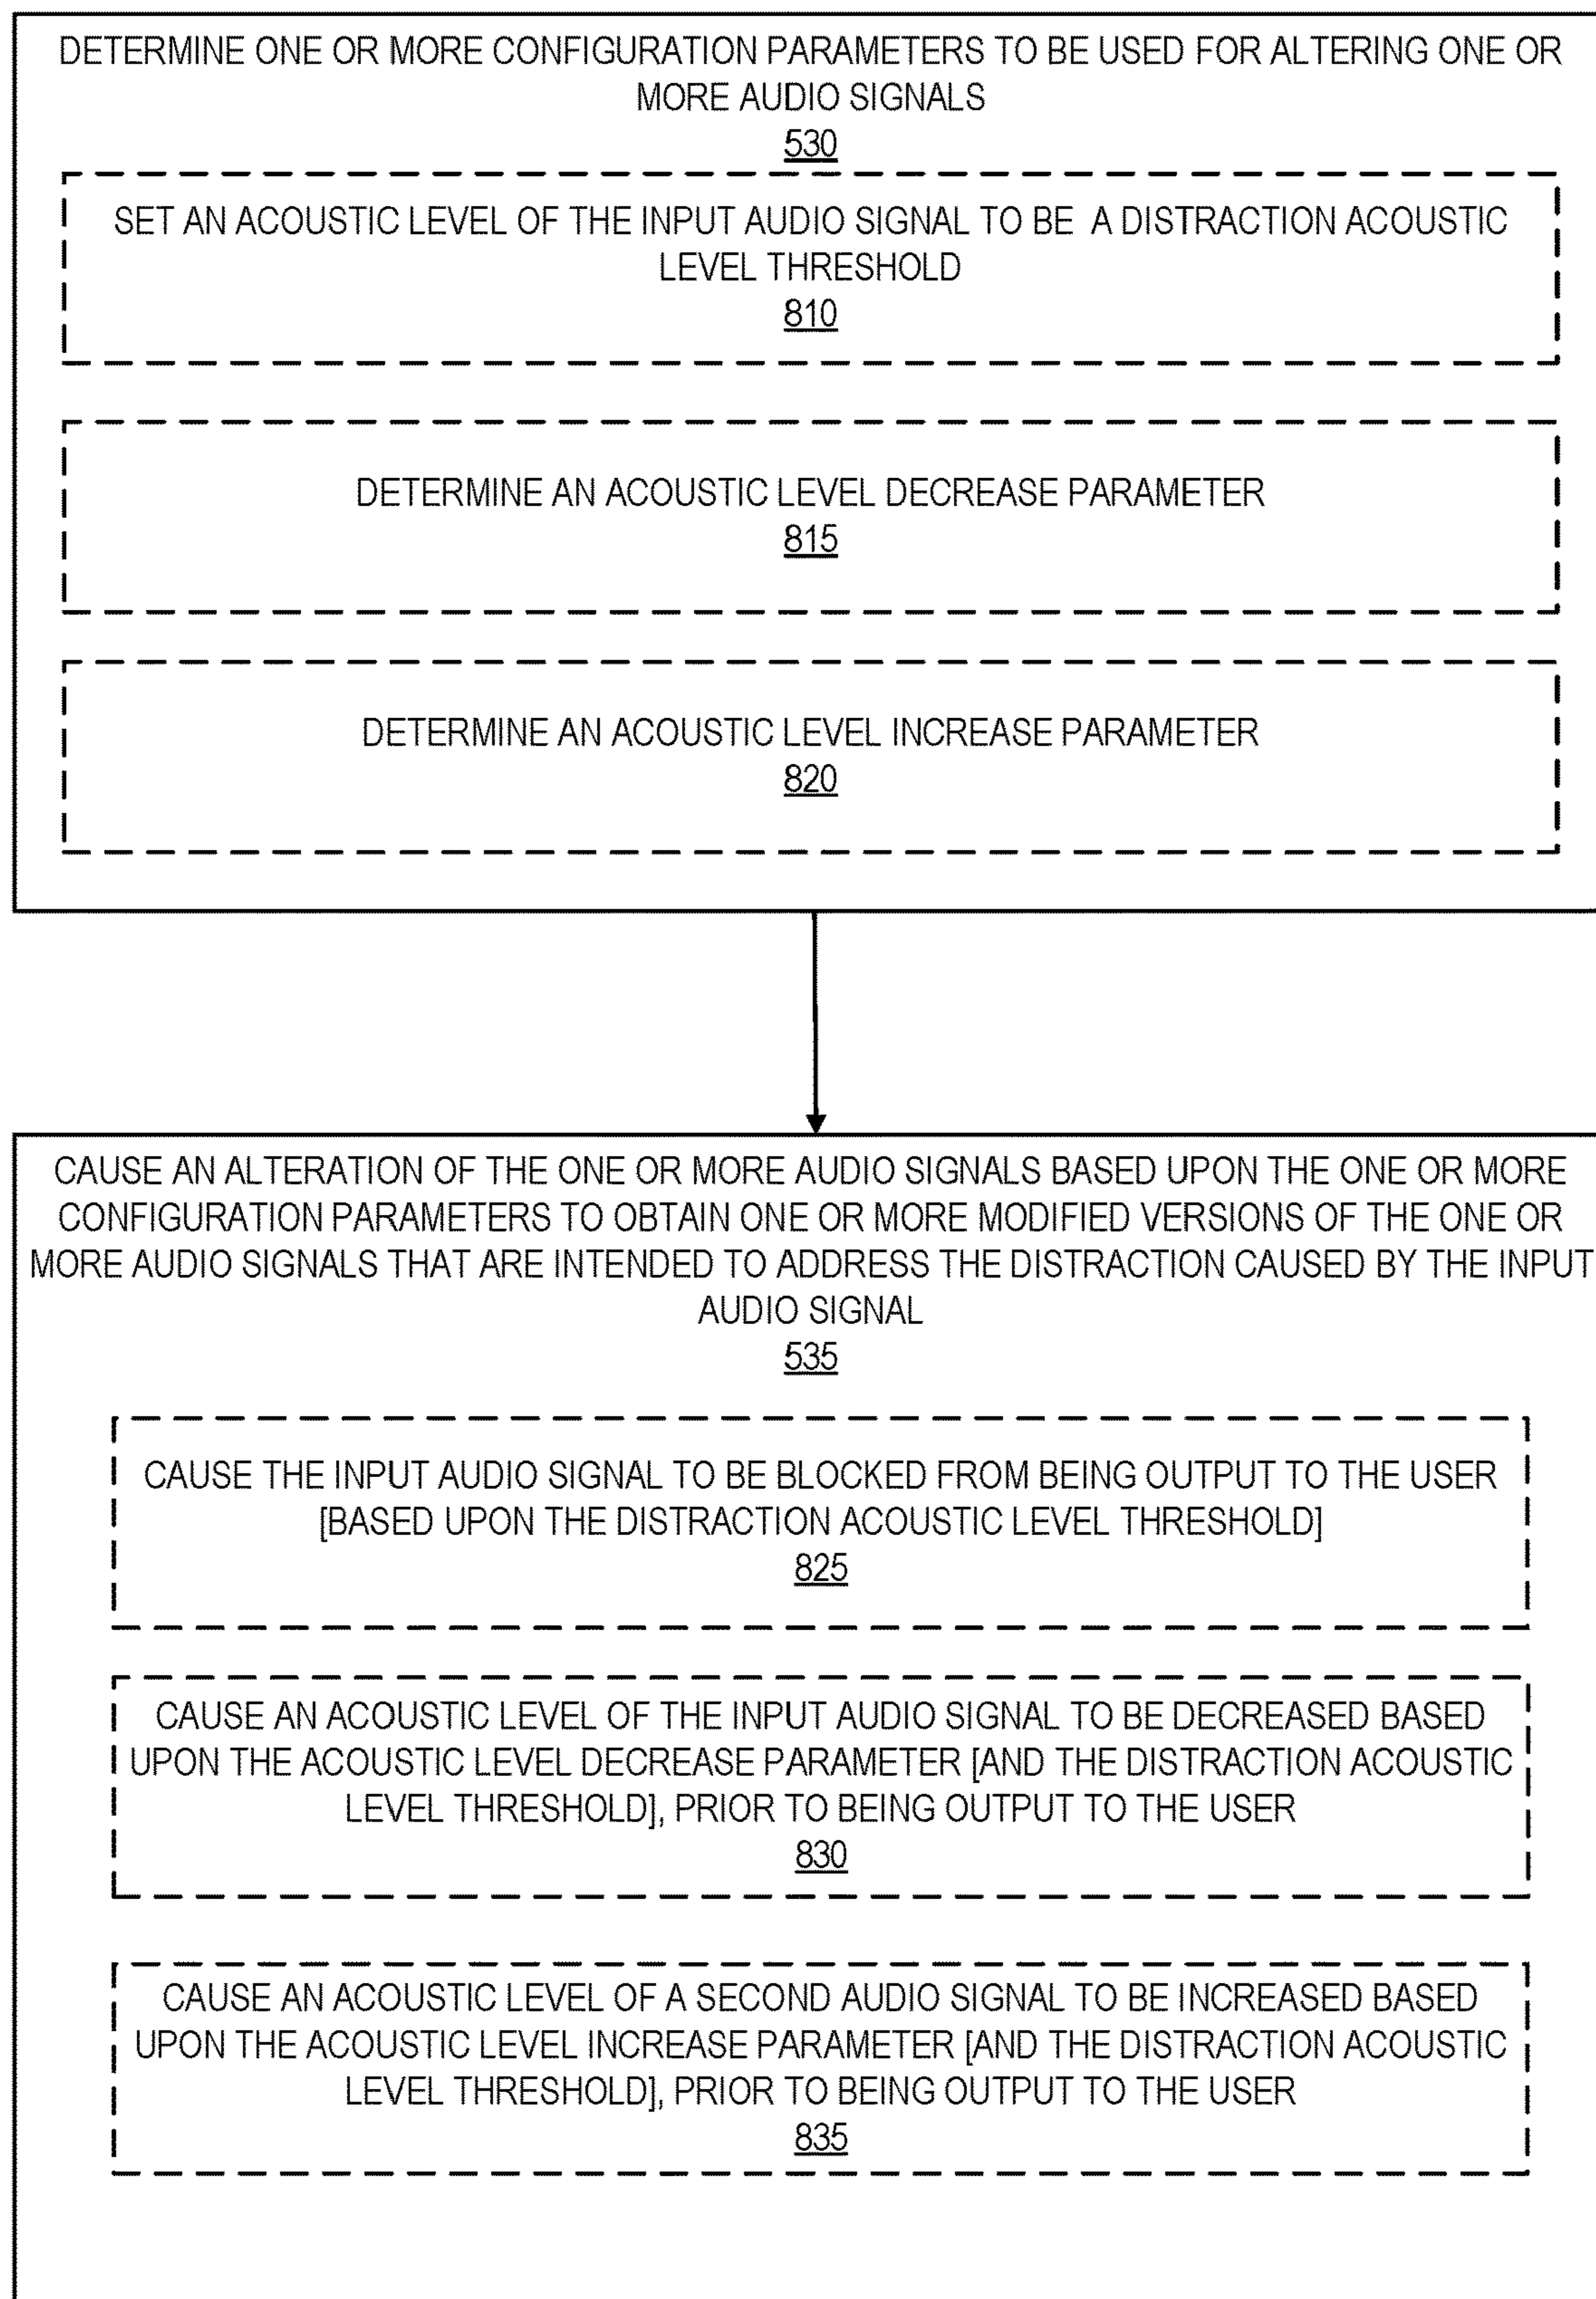 DETERMINE ONE OR MORE CONFIGURATION PARAMETERS TO BE USED FOR ALTERING ONE OR
MORE AUDIO SIGNALS
530
SET AN ACOUSTIC LEVEL OF THE INPUT AUDIO SIGNAL TO BE A DISTRACTION ACOUSTIC
LEVEL THRESHOLD
810
DETERMINE AN ACOUSTIC LEVEL DECREASE PARAMETER
815
DETERMINE AN ACOUSTIC LEVEL INCREASE PARAMETER
820
CAUSE AN ALTERATION OF THE ONE OR MORE AUDIO SIGNALS BASED UPON THE ONE OR MORE
CONFIGURATION PARAMETERS TO OBTAIN ONE OR MORE MODIFIED VERSIONS OF THE ONE OR
MORE AUDIO SIGNALS THAT ARE INTENDED TO ADDRESS THE DISTRACTION CAUSED BY THE INPUT
AUDIO SIGNAL
535
CAUSE THE INPUT AUDIO SIGNAL TO BE BLOCKED FROM BEING OUTPUT TO THE USER
[BASED UPON THE DISTRACTION ACOUSTIC LEVEL THRESHOLD]
825
CAUSE AN ACOUSTIC LEVEL OF THE INPUT AUDIO SIGNAL TO BE DECREASED BASED
UPON THE ACOUSTIC LEVEL DECREASE PARAMETER [AND THE DISTRACTION ACOUSTIC
LEVEL THRESHOLD], PRIOR TO BEING OUTPUT TO THE USER
830
CAUSE AN ACOUSTIC LEVEL OF A SECOND AUDIO SIGNAL TO BE INCREASED BASED
UPON THE ACOUSTIC LEVEL INCREASE PARAMETER [AND THE DISTRACTION ACOUSTIC
LEVEL THRESHOLD], PRIOR TO BEING OUTPUT TO THE USER
835